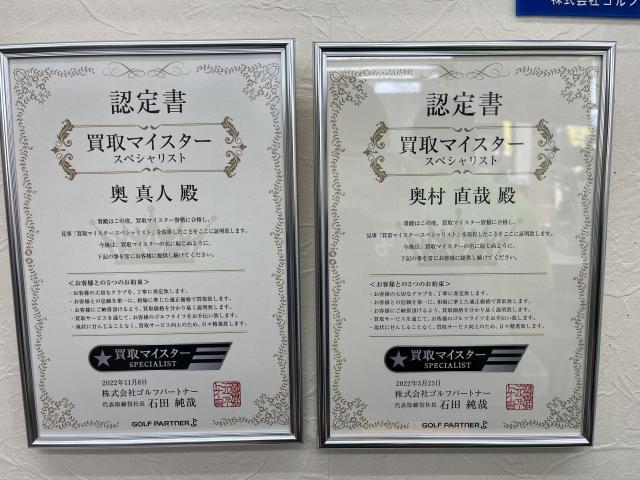 株式会社ゴルフ
認定書
買取マイスター
スペシャリスト
奥 真人 殿
貴殿はこの度、買取マイスター資格に合格し、
見事「買取マイスタースペシャリスト」を取得したことをここに証明致します。
今後は、買取マイスターの名に恥じぬように、
下記の事を常にお客様に提供し続けてください。
<お客様との5つのお約束>
・お客様の大切なクラブを、丁寧に査定致します。
・お客様との信頼を第一に、相場に準じた適正価格で買取致します。
・お客様にご納得頂けるよう、買取価格を分かり易く説明致します。
・買取サービスを通じて、お客様のゴルフライフをお手伝い致します。
・現状に甘んじることなく、買取サービス向上のため、日々精進致します。
買取マイスター
SPECIALIST
2022年11月8日
株式会社ゴルフパートナー
代表取締役社長 石田 純哉
GOLF PARTNER
認定書
買取マイスター
スペシャリスト
奥村 直哉 殿
貴殿はこの度、買取マイスター資格に合格し、
見事「買取マイスタースペシャリスト」を取得したことをここに証明致します。
今後は、買取マイスターの名に恥じぬように、
下記の事を常にお客様に提供し続けてください。
<お客様との5つのお約束>
・お客様の大切なクラブを、丁寧に査定致します。
・お客様との信頼を第一に、相場に準じた適正価格で買取致します。
・お客様にご納得頂けるよう、買取価格を分かり易く説明致します。
・買取サービスを通じて、お客様のゴルフライフをお手伝い致します。
・現状に甘んじることなく、買取サービス向上のため、日々精進致します。
買取マイスター
SPECIALIST
2022年5月25日
株式会社ゴルフパートナー
代表取締役社長 石田 純哉
GOLF PARTNER